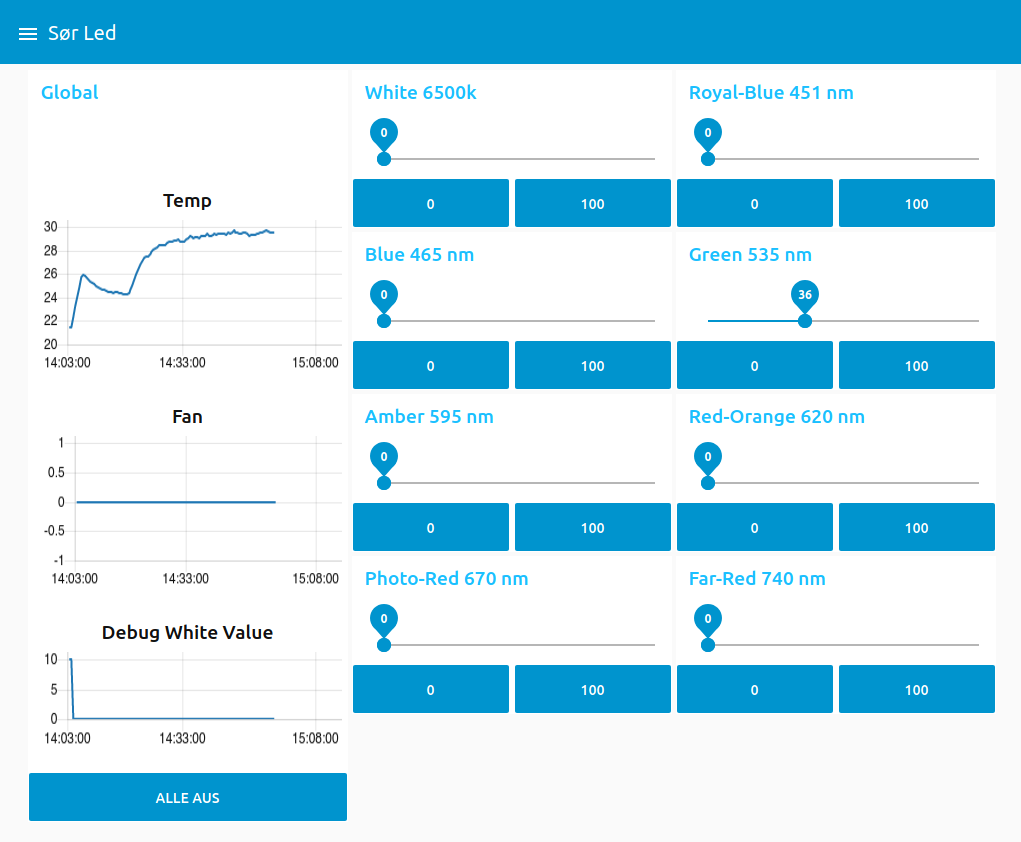 Sør Led
Global
Temp
30
28
26
24
22
20
14:03:00 14:33:00 15:08:00
Fan
1
0.5
0
-0.5
-1
14:03:00 14:33:00 15:08:00
Debug White Value
10
5
0
14:03:00 14:33:00 15:08:00
ALLE AUS
White 6500k
0
0 100
Blue 465 nm
0
0 100
Amber 595 nm
0
0 100
Photo-Red 670 nm
0
0 100
Royal-Blue 451 nm
0
0 100
Green 535 nm
36
0 100
Red-Orange 620 nm
0
0 100
Far-Red 740 nm
0
0 100